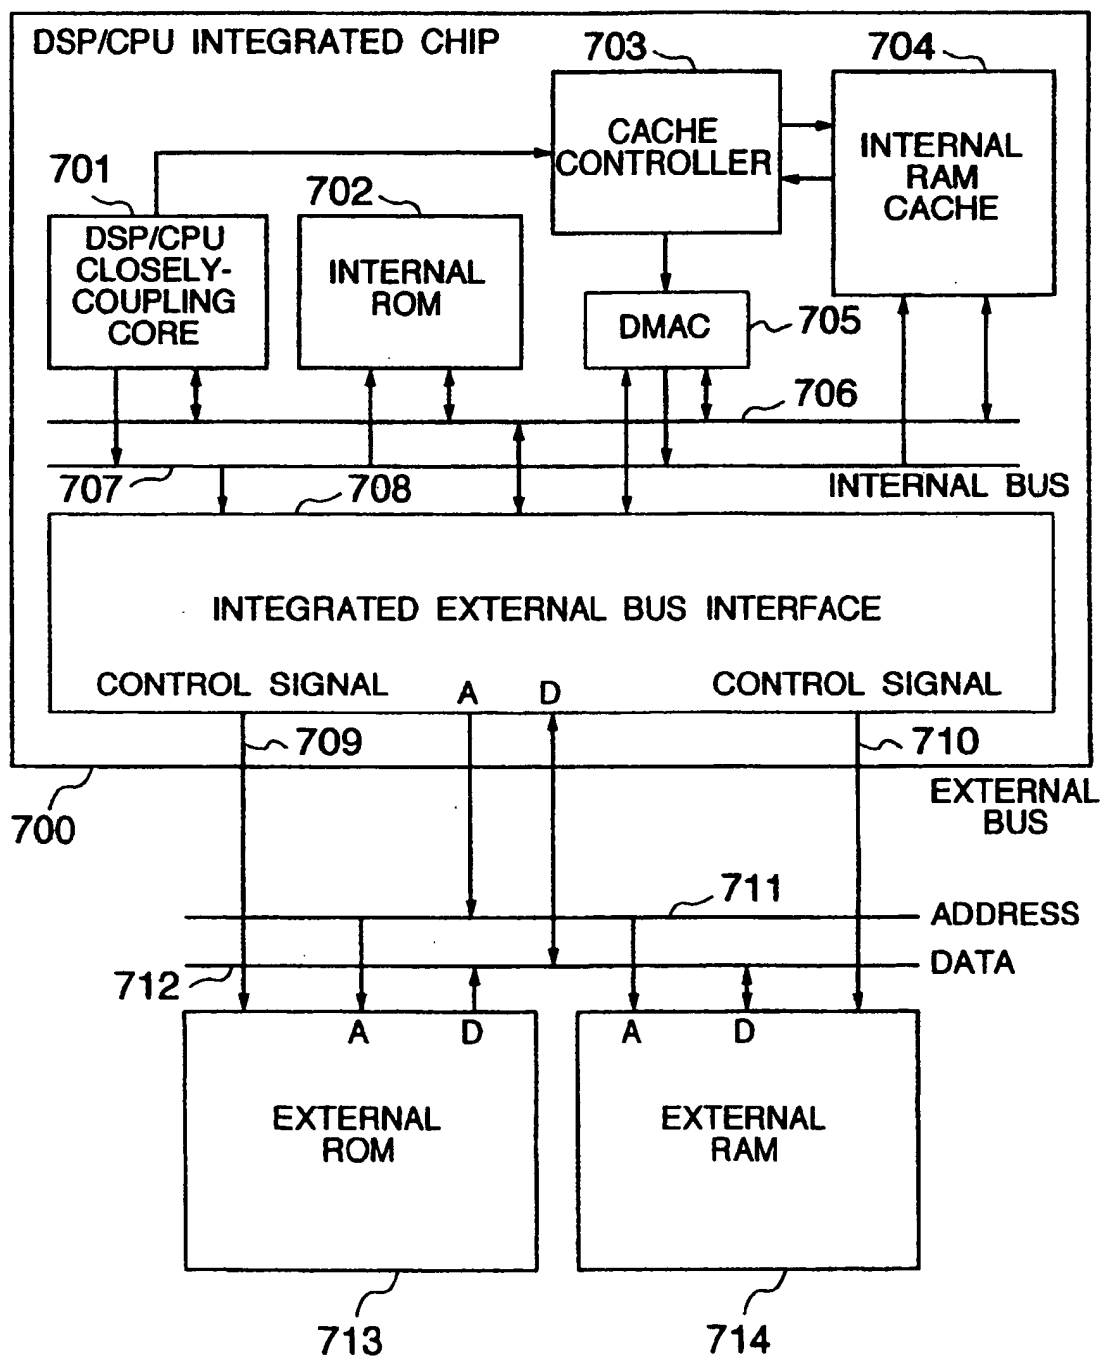 DSP/CPU INTEGRATED CHIP
703
704
CACHE
CONTROLLER
INTERNAL
RAM
CACHE
701
702
DSP/CPU
CLOSELY-
COUPLING
CORE
INTERNAL
ROM
DMAC
705
706
707
708
INTERNAL BUS
INTEGRATED EXTERNAL BUS INTERFACE
CONTROL SIGNAL
A
D
CONTROL SIGNAL
709
710
700
EXTERNAL
BUS
711
ADDRESS
712
DATA
A
D
A
D
EXTERNAL
ROM
EXTERNAL
RAM
713
714